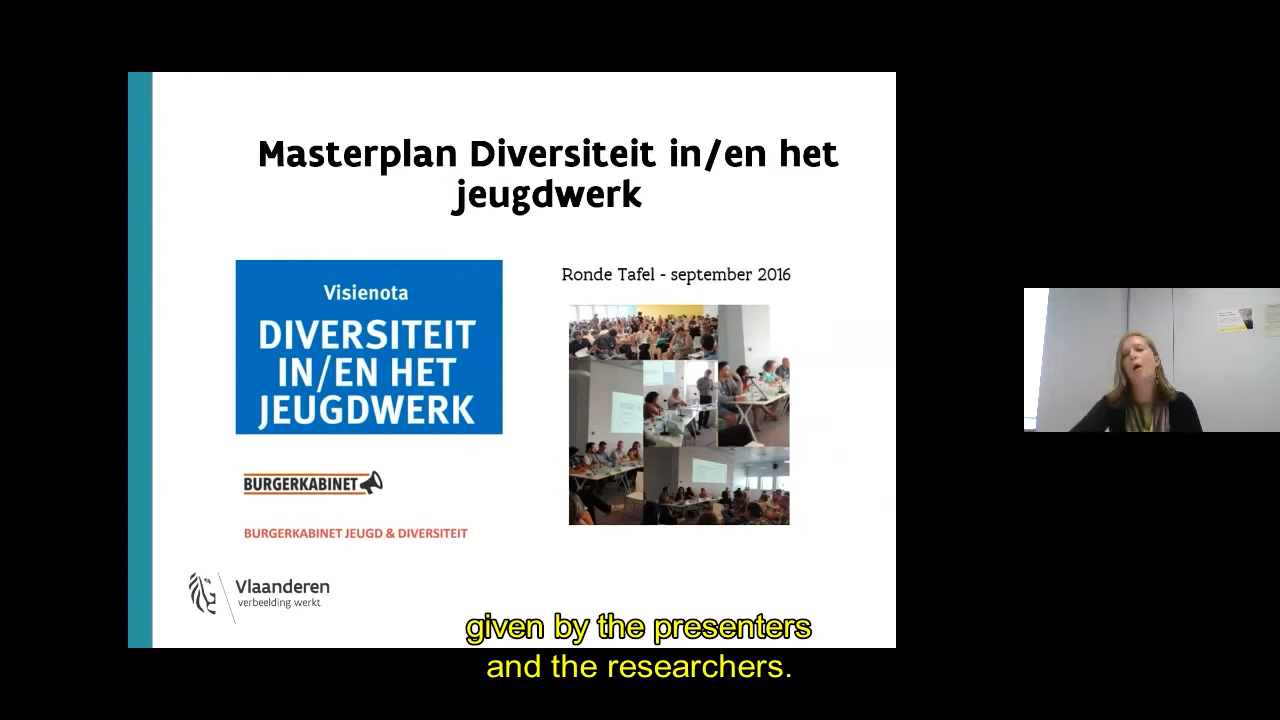 Masterplan Diversiteit in/en het
jeugdwerk
Visienota
DIVERSITEIT
IN/EN HET
JEUGDWERK
Ronde Tafel - september 2016
BURGERKABINET
BURGERKABINET JEUGD & DIVERSITEIT
Vlaanderen
verbeelding werkt
given by the presenters
and the researchers.